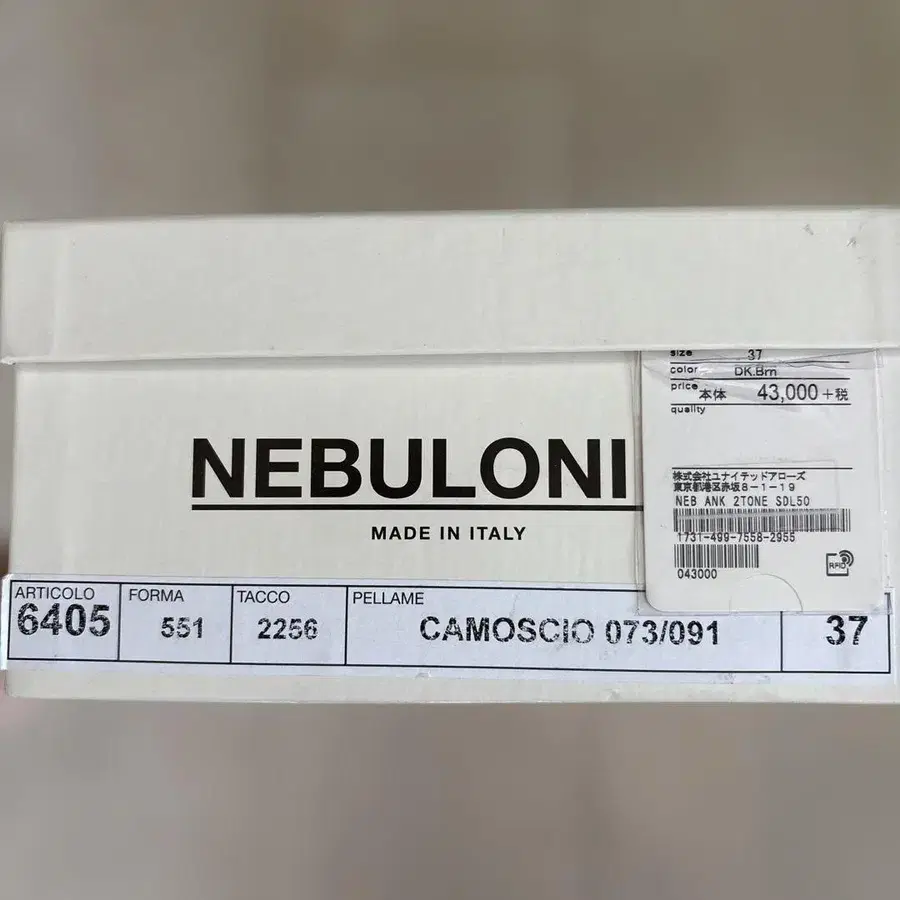 size 37
color DK.Brn
price 本体 43,000+税
quality
株式会社ユナイテッドアローズ
東京都港区赤坂8-1-19
NEB ANK 2TONE SDL50
1731-499-7558-2955
043000
RFID
NEBULONI
MADE IN ITALY
ARTICOLO FORMA TACCO PELLAME
6405 551 2256 CAMOSCIO 073/091 37